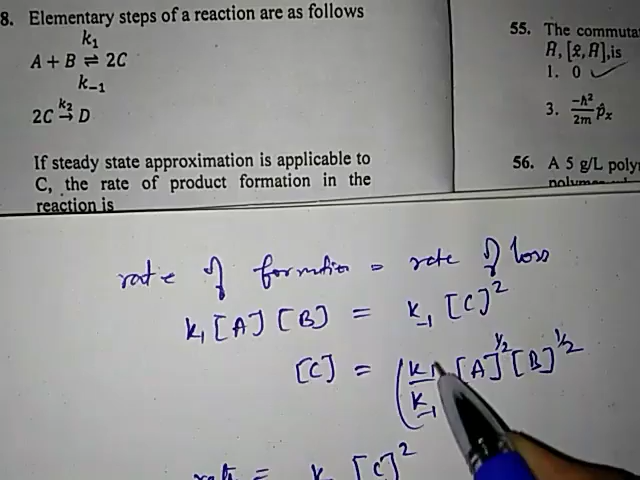 8. Elementary steps of a reaction are as follows
k₁
A + B ⇌ 2C
k₋₁
2C →k₂ D
If steady state approximation is applicable to
C, the rate of product formation in the
reaction is
55. The commuta
Ĥ, [x̂, Ĥ], is
1. 0 ✓
3. -ħ²/2m p̂ₓ
56. A 5 g/L poly
rate of formation = rate of loss
k₁ [A] [B] = k₋₁ [C]²
[C] = (k₁/k₋₁ [A]^1/2 [B]^1/2
rate = k [C]²